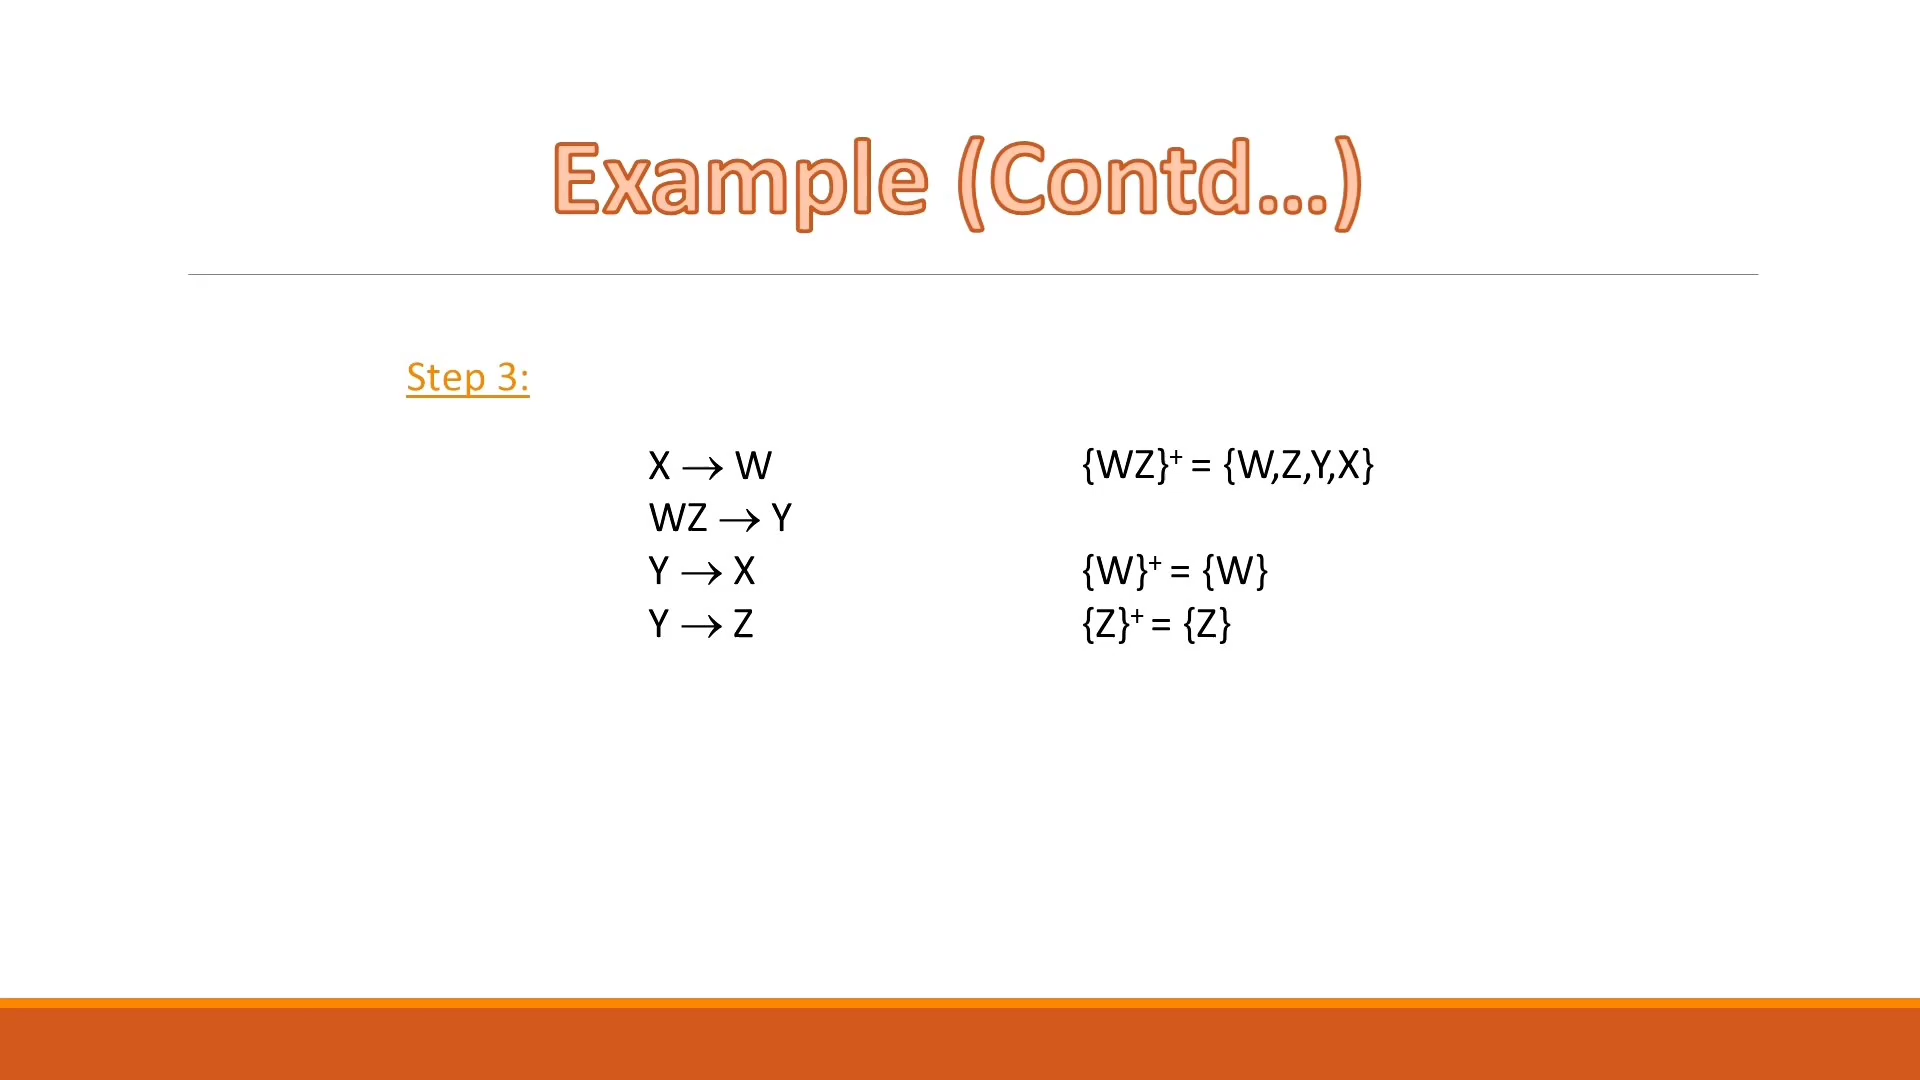 Example (Contd...)
Step 3:
X → W
WZ → Y
Y → X
Y → Z
{WZ}⁺ = {W,Z,Y,X}
{W}⁺ = {W}
{Z}⁺ = {Z}